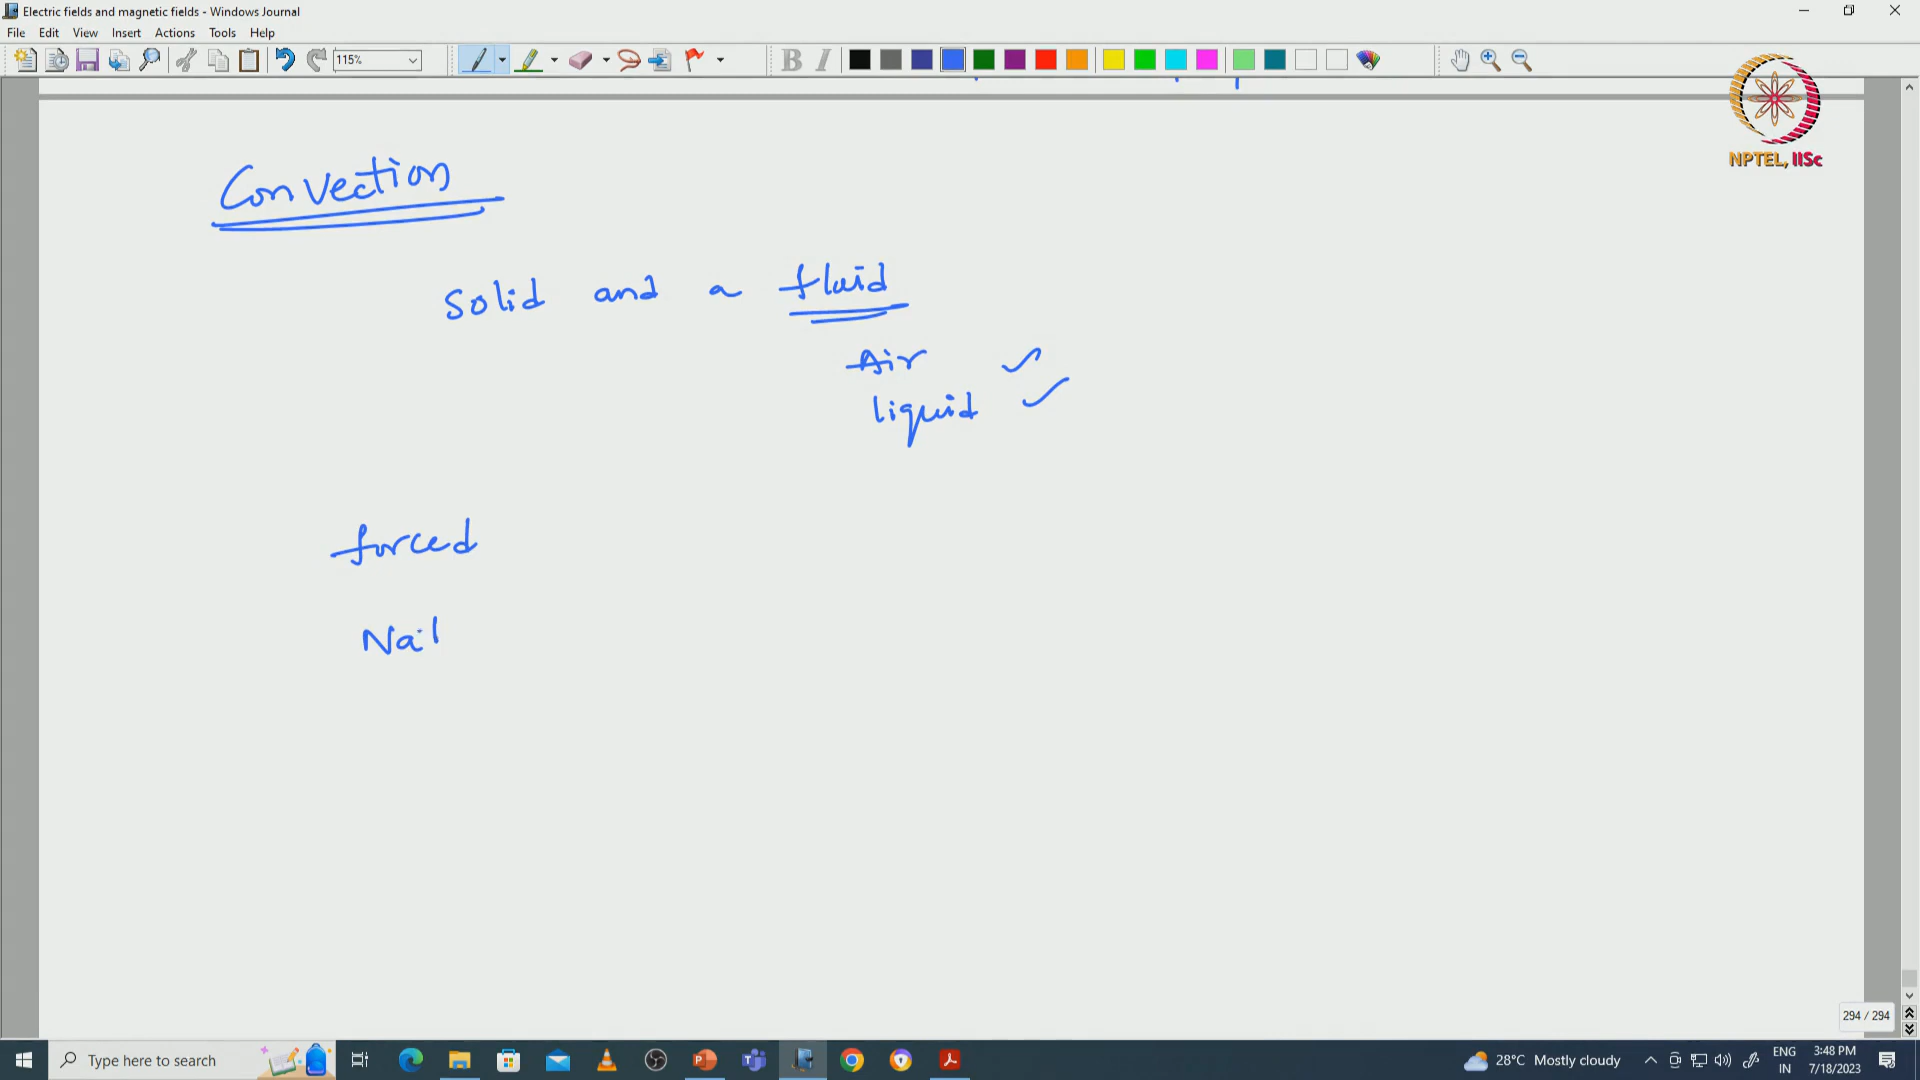 Electric fields and magnetic fields - Windows Journal
File Edit View Insert Actions Tools Help
115%
B I
NPTEL, IISc
Convection
Solid and a fluid
Air
liquid
forced
294 / 294
Type here to search
28°C Mostly cloudy
ENG
IN
3:48 PM
7/18/2023